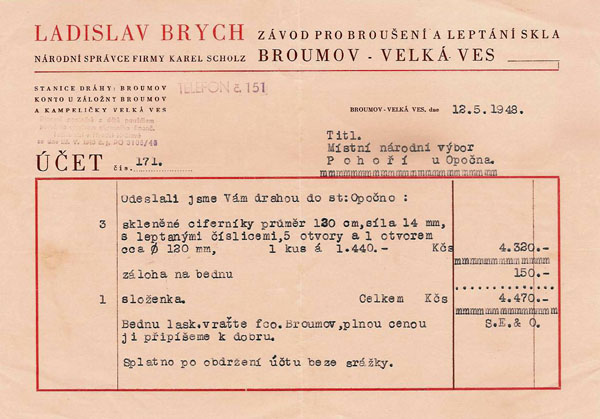 LADISLAV BRYCH
ZÁVOD PRO BROUŠENÍ A LEPTÁNÍ SKLA
NÁRODNÍ SPRÁVCE FIRMY KAREL SCHOLZ
BROUMOV - VELKÁ VES
STANICE DRÁHY: BROUMOV
KONTO U ZÁLOŽNY BROUMOV
A KAMPELIČKY VELKÁ VES
TELEFON č. 151
BROUMOV-VELKÁ VES, dne 12.5.1948.
Titl.
Místní národní výbor
Pohoří u Opočna.
ÚČET čís. 171.
Odeslali jsme Vám drahou do st:Opočno:
3 skleněné ciferníky průměr 130 cm,síla 14 mm,
s leptanými číslicemi,5 otvory a 1 otvorem
cca Ø 120 mm, 1 kus á 1.440.- Kčs 4.320.-
záloha na bednu 150.-
1 složenka. Celkem Kčs 4.470.-
Bednu lask.vraťte fco. Broumov,plnou cenou
ji připíšeme k dobru.
S.E.& O.
Splatno po obdržení účtu beze srážky.